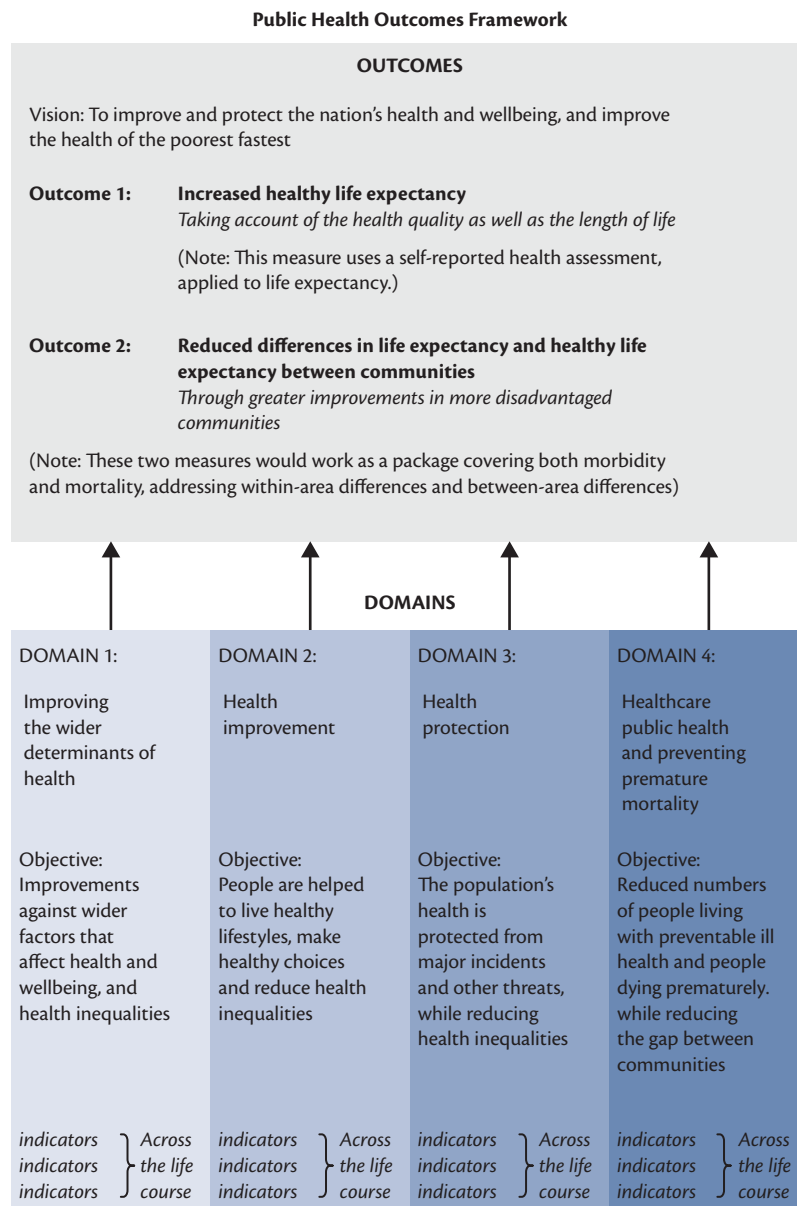 Public Health Outcomes Framework
OUTCOMES
Vision: To improve and protect the nation's health and wellbeing, and improve
the health of the poorest fastest
Outcome 1: Increased healthy life expectancy
Taking account of the health quality as well as the length of life
(Note: This measure uses a self-reported health assessment,
applied to life expectancy.)
Outcome 2: Reduced differences in life expectancy and healthy life
expectancy between communities
Through greater improvements in more disadvantaged
communities
(Note: These two measures would work as a package covering both morbidity
and mortality, addressing within-area differences and between-area differences)
DOMAINS
DOMAIN 1:
Improving
the wider
determinants of
health
Objective:
Improvements
against wider
factors that
affect health and
wellbeing, and
health inequalities
indicators
indicators
indicators
Across
the life
course
DOMAIN 2:
Health
improvement
Objective:
People are helped
to live healthy
lifestyles, make
healthy choices
and reduce health
inequalities
indicators
indicators
indicators
Across
the life
course
DOMAIN 3:
Health
protection
Objective:
The population's
health is
protected from
major incidents
and other threats,
while reducing
health inequalities
indicators
indicators
indicators
Across
the life
course
DOMAIN 4:
Healthcare
public health
and preventing
premature
mortality
Objective:
Reduced numbers
of people living
with preventable ill
health and people
dying prematurely.
while reducing
the gap between
communities
indicators
indicators
indicators
Across
the life
course